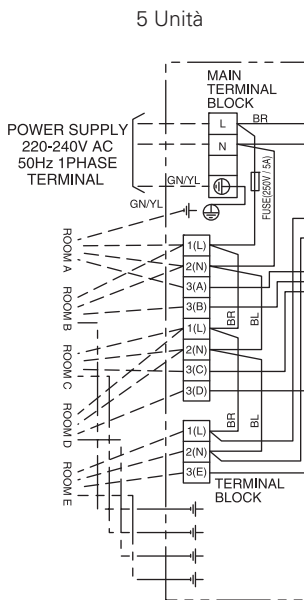 5 Unità
MAIN
TERMINAL
BLOCK
POWER SUPPLY
220-240V AC
50Hz 1PHASE
TERMINAL
L
BR
N
GN/YL
GN/YL
FUSE(250V / 5A)
ROOM A
ROOM B
ROOM C
ROOM D
ROOM E
1(L)
2(N)
3(A)
3(B)
1(L)
2(N)
3(C)
3(D)
BR
BL
BR
BL
1(L)
2(N)
3(E)
TERMINAL
BLOCK